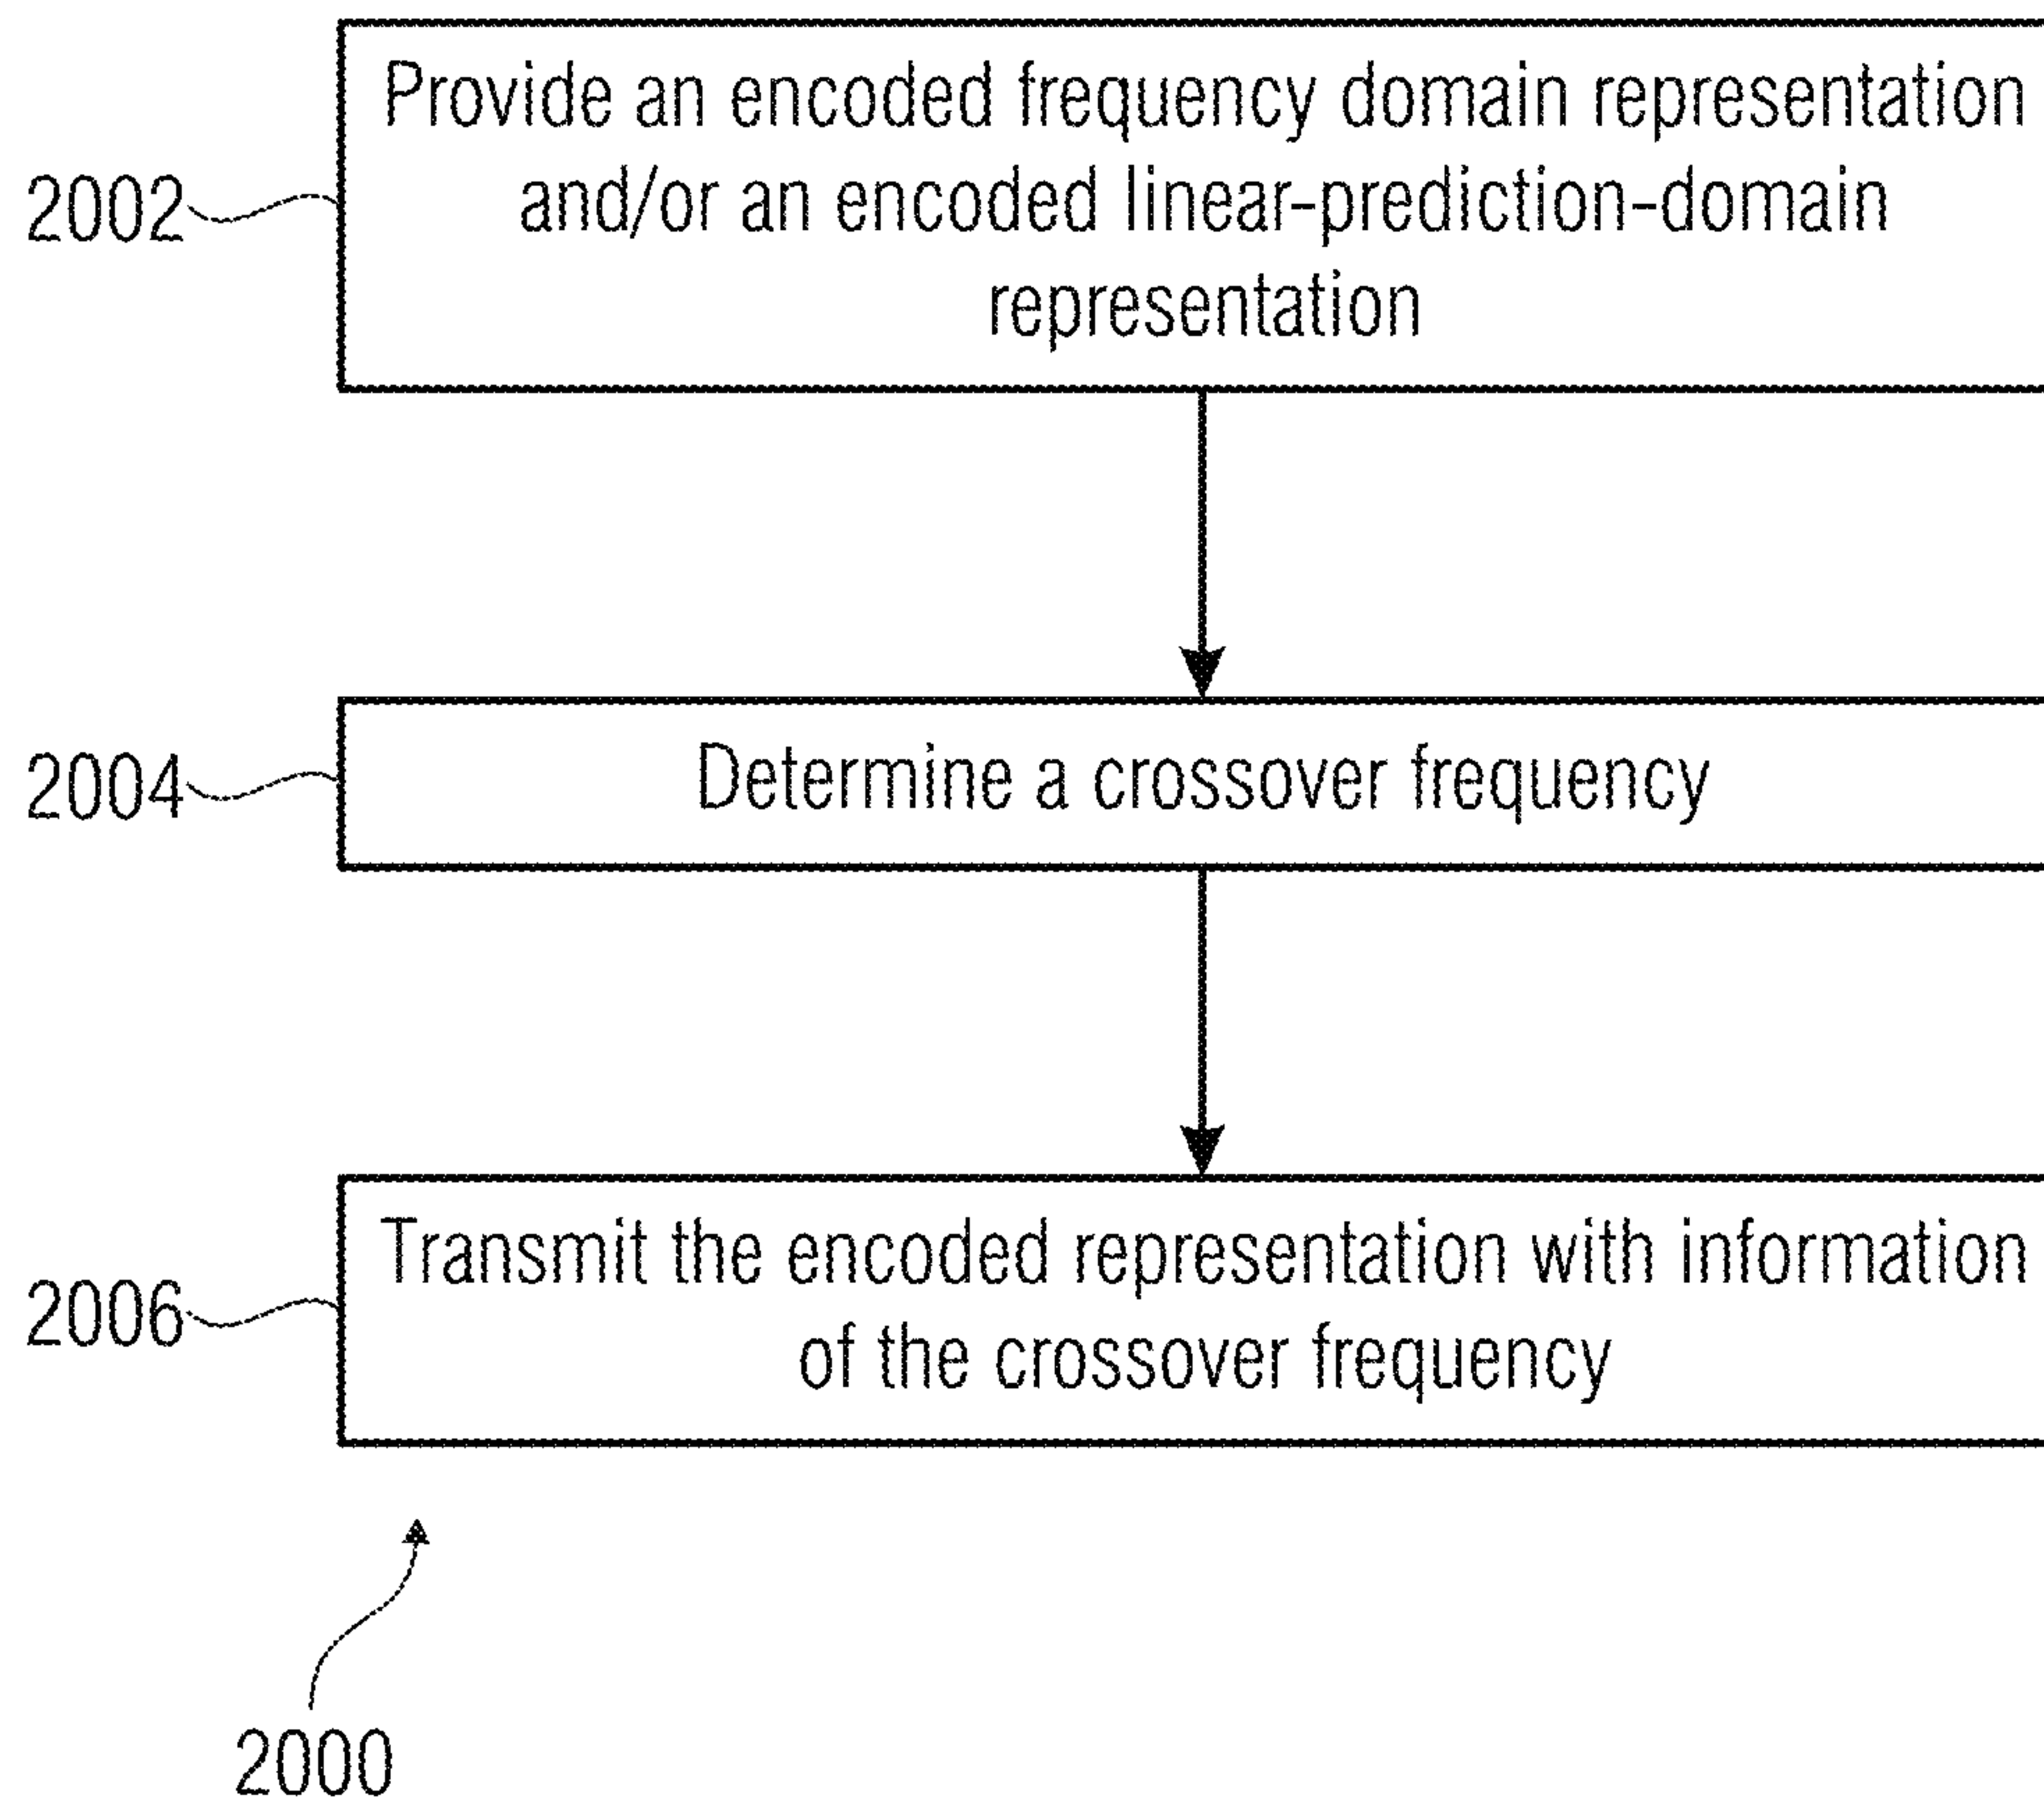 Provide an encoded frequency domain representation
and/or an encoded linear-prediction-domain
representation
2002
Determine a crossover frequency
2004
Transmit the encoded representation with information
of the crossover frequency
2006
2000